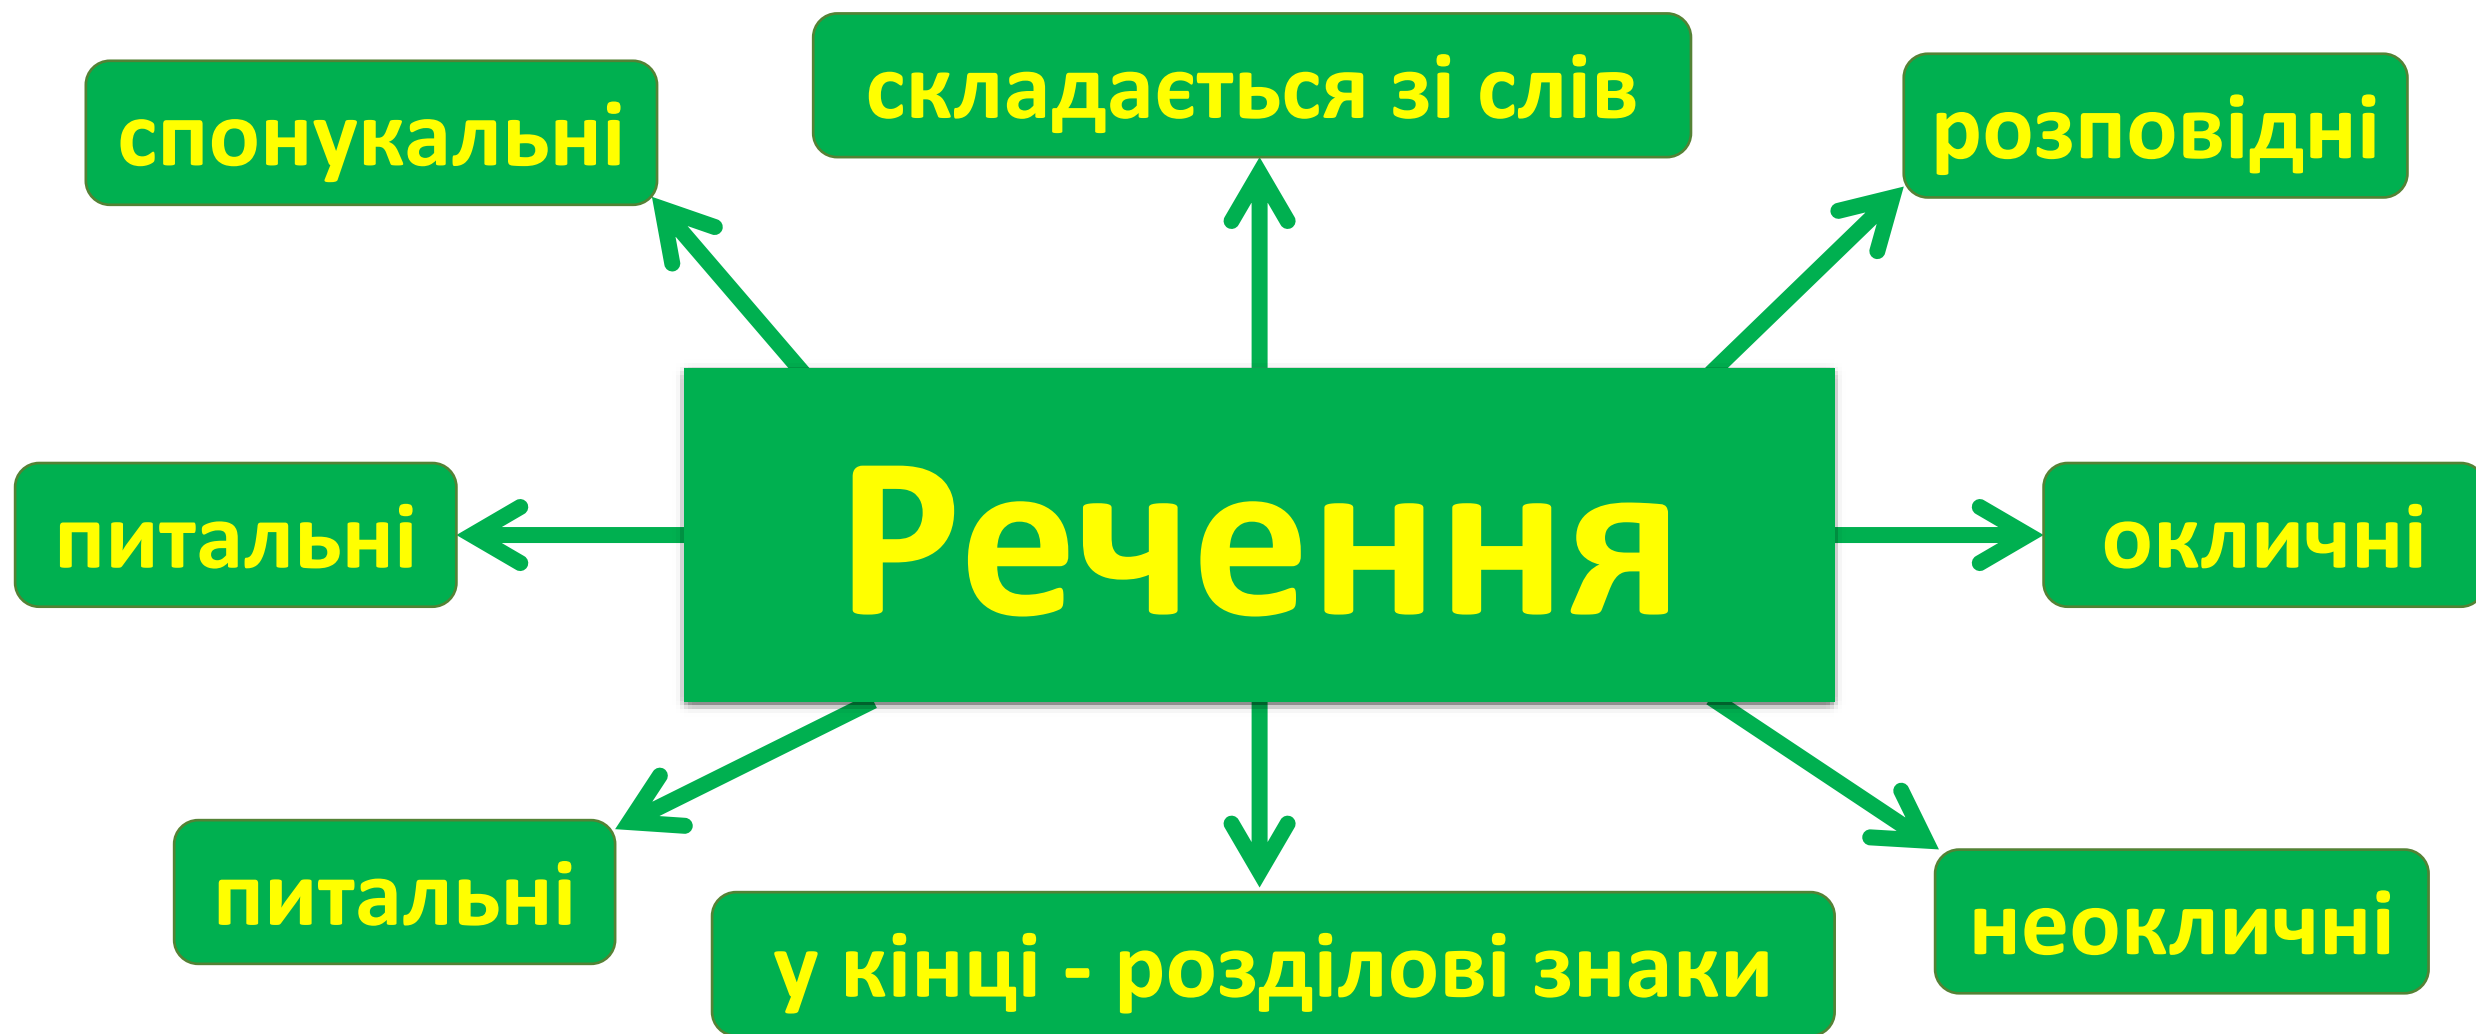 складається зі слів
спонукальні
розповідні
Речення
питальні
окличні
питальні
неокличні
у кінці - розділові знаки